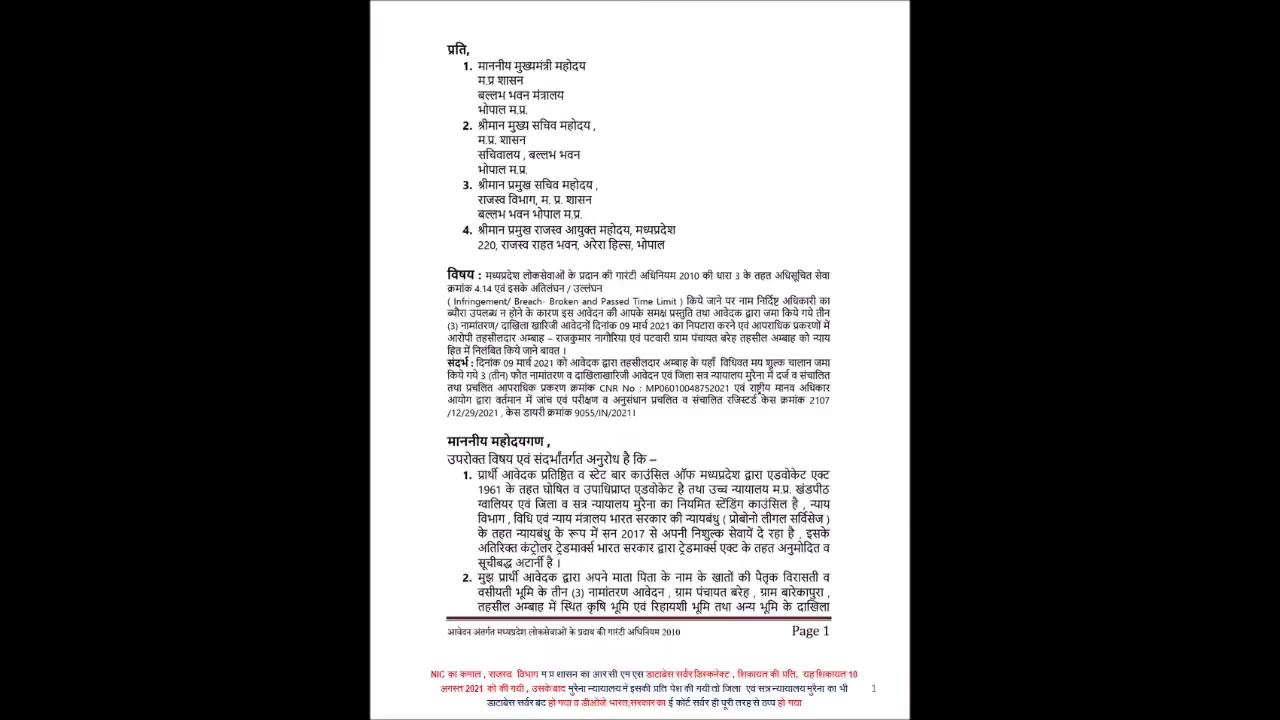 प्रति,
1. माननीय मुख्यमंत्री महोदय
म.प्र शासन
बल्लभ भवन मंत्रालय
भोपाल म.प्र.
2. श्रीमान मुख्य सचिव महोदय ,
म.प्र. शासन
सचिवालय , बल्लभ भवन
भोपाल म.प्र.
3. श्रीमान प्रमुख सचिव महोदय ,
राजस्व विभाग, म. प्र. शासन
बल्लभ भवन भोपाल म.प्र.
4. श्रीमान प्रमुख राजस्व आयुक्त महोदय, मध्यप्रदेश
220, राजस्व राहत भवन, अरेरा हिल्स, भोपाल
विषय : मध्यप्रदेश लोकसेवाओं के प्रदान की गारंटी अधिनियम 2010 की धारा 3 के तहत अधिसूचित सेवा
क्रमांक 4.14 एवं इसके अतिलंघन / उल्लंघन
( Infringement/ Breach- Broken and Passed Time Limit ) किये जाने पर नाम निर्दिष्ट अधिकारी का
ब्यौरा उपलब्ध न होने के कारण इस आवेदन की आपके समक्ष प्रस्तुति तथा आवेदक द्वारा जमा किये गये तीन
(3) नामांतरण/ दाखिला खारिजी आवेदनों दिनांक 09 मार्च 2021 का निपटारा करने एवं आपराधिक प्रकरणों में
आरोपी तहसीलदार अम्बाह – राजकुमार नागौरिया एवं पटवारी ग्राम पंचायत बरेह तहसील अम्बाह को न्याय
हित में निलंबित किये जाने बावत ।
संदर्भ : दिनांक 09 मार्च 2021 को आवेदक द्वारा तहसीलदार अम्बाह के यहाँ विधिवत मय शुल्क चालान जमा
किये गये 3 (तीन) फौत नामांतरण व दाखिलाखारिजी आवेदन एवं जिला सत्र न्यायालय मुरैना में दर्ज व संचालित
तथा प्रचलित आपराधिक प्रकरण क्रमांक CNR No : MP06010048752021 एवं राष्ट्रीय मानव अधिकार
आयोग द्वारा वर्तमान में जांच एवं परीक्षण व अनुसंधान प्रचलित व संचालित रजिस्टर्ड केस क्रमांक 2107
/12/29/2021 , केस डायरी क्रमांक 9055/IN/2021।
माननीय महोदयगण ,
उपरोक्त विषय एवं संदर्भांतर्गत अनुरोध है कि –
1. प्रार्थी आवेदक प्रतिष्ठित व स्टेट बार काउंसिल ऑफ मध्यप्रदेश द्वारा एडवोकेट एक्ट
1961 के तहत घोषित व उपाधिप्राप्त एडवोकेट है तथा उच्च न्यायालय म.प्र. खंडपीठ
ग्वालियर एवं जिला व सत्र न्यायालय मुरैना का नियमित स्टेंडिंग काउंसिल है , न्याय
विभाग , विधि एवं न्याय मंत्रालय भारत सरकार की न्यायबंधु ( प्रोबोनो लीगल सर्विसेज )
के तहत न्यायबंधु के रूप में सन 2017 से अपनी निशुल्क सेवायें दे रहा है , इसके
अतिरिक्त कंट्रोलर ट्रेडमार्क्स भारत सरकार द्वारा ट्रेडमार्क्स एक्ट के तहत अनुमोदित व
सूचीबद्ध अटार्नी है ।
2. मुझ प्रार्थी आवेदक द्वारा अपने माता पिता के नाम के खातों की पैतृक विरासती व
वसीयती भूमि के तीन (3) नामांतरण आवेदन , ग्राम पंचायत बरेह , ग्राम बारेकापुरा ,
तहसील अम्बाह में स्थित कृषि भूमि एवं रिहायशी भूमि तथा अन्य भूमि के दाखिला
आवेदन अंतर्गत मध्यप्रदेश लोकसेवाओं के प्रदाय की गारंटी अधिनियम 2010 Page 1
NIC का कमाल , राजस्व विभाग म प्र शासन का आर सी एम एस डाटाबेस सर्वर डिस्कनेक्ट , शिकायत की प्रति, यह शिकायत 10
अगस्त 2021 को की गयी , उसके बाद मुरैना न्यायालय में इसकी प्रति पेश की गयी तो जिला एवं सत्र न्यायालय मुरैना का भी
डाटाबेस सर्वर बंद हो गया व डीओजे भारत,सरकार का ई कोर्ट सर्वर ही पूरी तरह से ठप्प हो गया
1